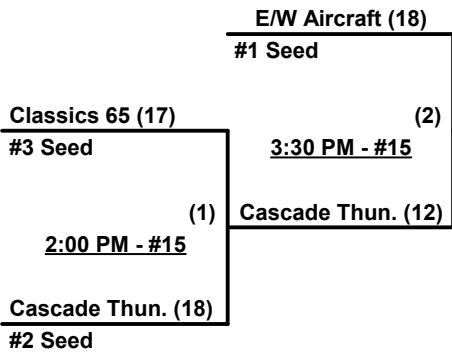 E/W Aircraft (18)
#1 Seed
Classics 65 (17)
(2)
#3 Seed
3:30 PM - #15
(1)
Cascade Thun. (12)
2:00 PM - #15
Cascade Thun. (18)
#2 Seed